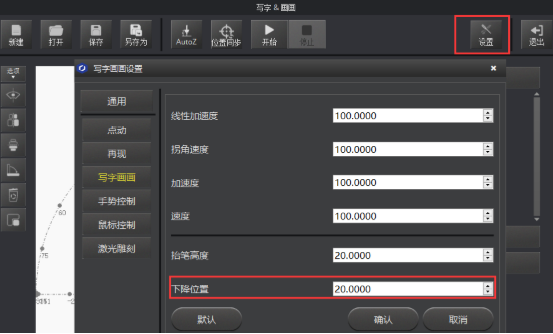 写字 & 画画
新建
打开
保存
另存为
AutoZ
位置同步
开始
停止
设置
退出
选项
写字画画设置
通用
点动
再现
写字画画
手势控制
鼠标控制
激光雕刻
线性加速度 100.0000
拐角速度 100.0000
加速度 100.0000
速度 100.0000
抬笔高度 20.0000
下降位置 20.0000
默认
确认
取消
60
75